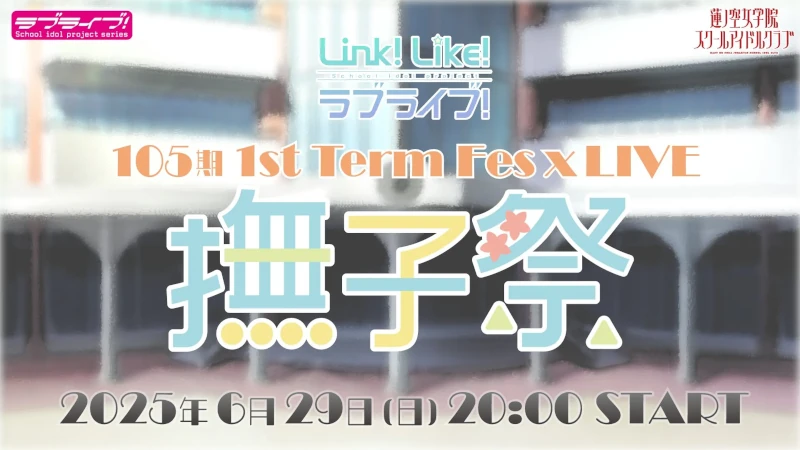 ラブライブ!
School idol project series
蓮ノ空女学院
スクールアイドルクラブ
Link! Like!
ラブライブ!
105期 1st Term Fes x LIVE
撫子祭
2025年 6月 29日 (日) 20:00 START